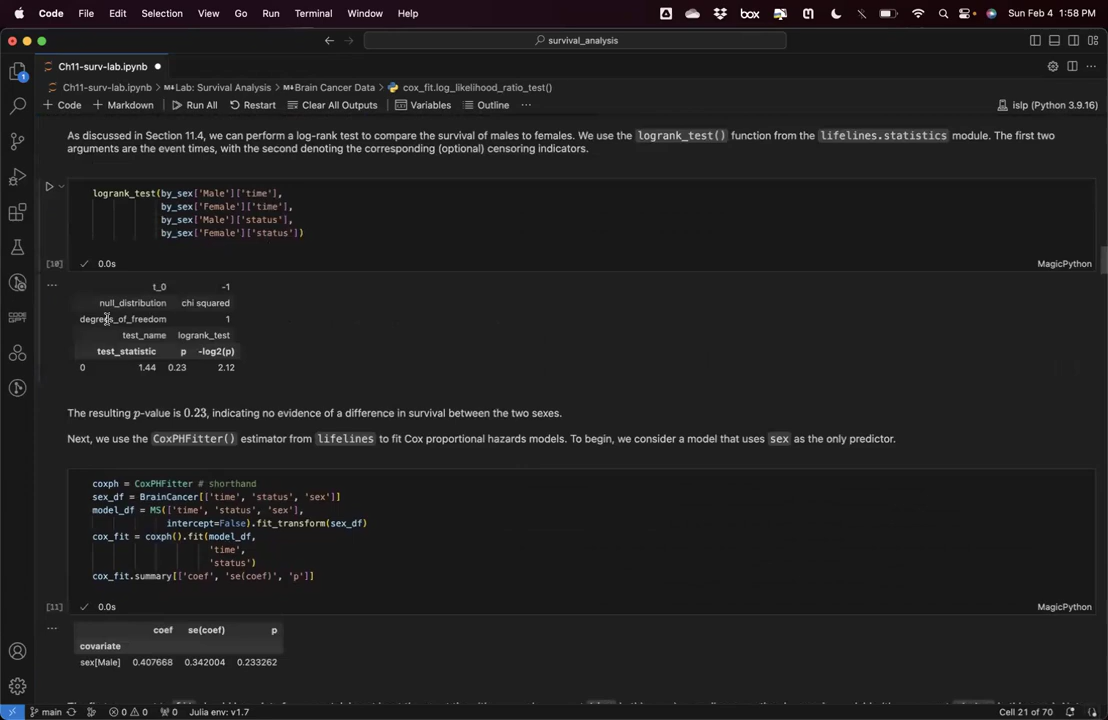 Code File Edit Selection View Go Run Terminal Window Help box Sun Feb 4 1:58 PM
survival_analysis
Ch11-surv-lab.ipynb
Ch11-surv-lab.ipynb > Lab: Survival Analysis > Brain Cancer Data > cox_fit.log_likelihood_ratio_test()
+ Code + Markdown Run All Restart Clear All Outputs Variables Outline ... islp (Python 3.9.16)
As discussed in Section 11.4, we can perform a log-rank test to compare the survival of males to females. We use the logrank_test() function from the lifelines.statistics module. The first two
arguments are the event times, with the second denoting the corresponding (optional) censoring indicators.
logrank_test(by_sex['Male']['time'],
by_sex['Female']['time'],
by_sex['Male']['status'],
by_sex['Female']['status'])
[10] 0.0s MagicPython
t_0 -1
null_distribution chi squared
degrees_of_freedom 1
test_name logrank_test
test_statistic p -log2(p)
0 1.44 0.23 2.12
The resulting p-value is 0.23, indicating no evidence of a difference in survival between the two sexes.
Next, we use the CoxPHFitter() estimator from lifelines to fit Cox proportional hazards models. To begin, we consider a model that uses sex as the only predictor.
coxph = CoxPHFitter # shorthand
sex_df = BrainCancer[['time', 'status', 'sex']]
model_df = MS(['time', 'status', 'sex'],
intercept=False).fit_transform(sex_df)
cox_fit = coxph().fit(model_df,
'time',
'status')
cox_fit.summary[['coef', 'se(coef)', 'p']]
[11] 0.0s MagicPython
coef se(coef) p
covariate
sex[Male] 0.407668 0.342004 0.233262
main 0 0 0 Julia env: v1.7 Cell 21 of 70